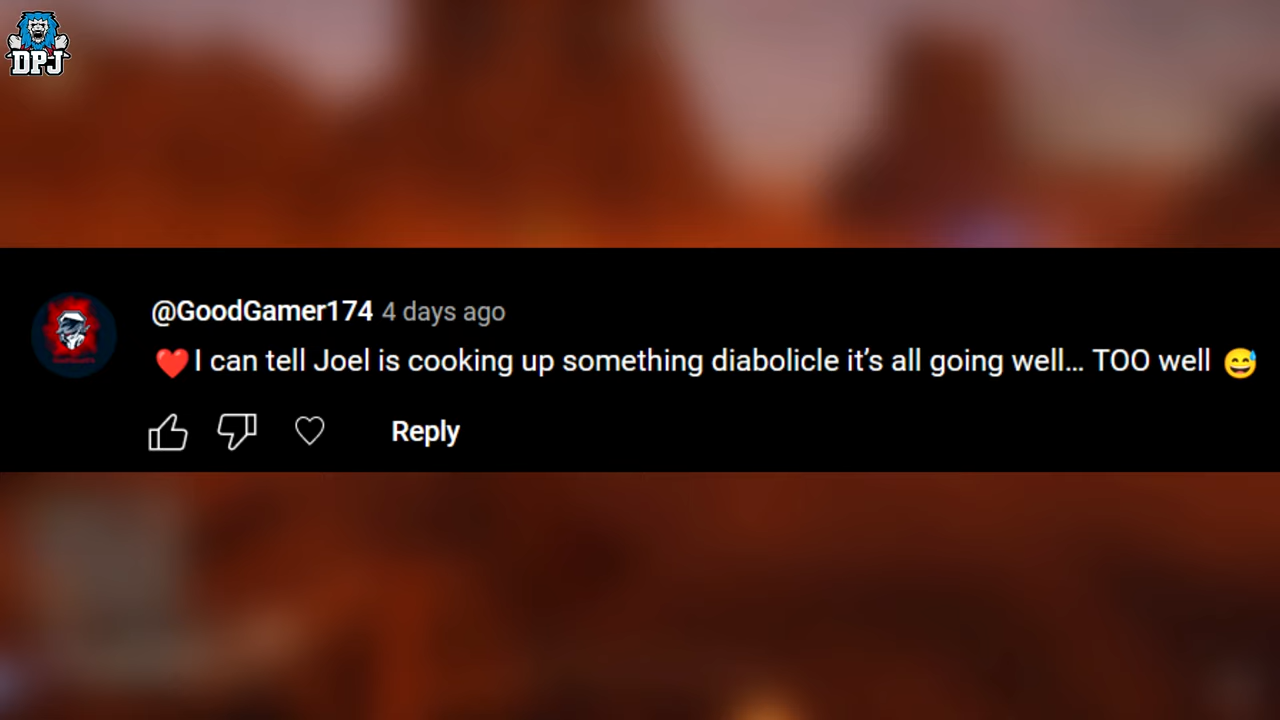 DPJ
@GoodGamer174 4 days ago
❤️I can tell Joel is cooking up something diabolicle it’s all going well… TOO well 😅
Reply